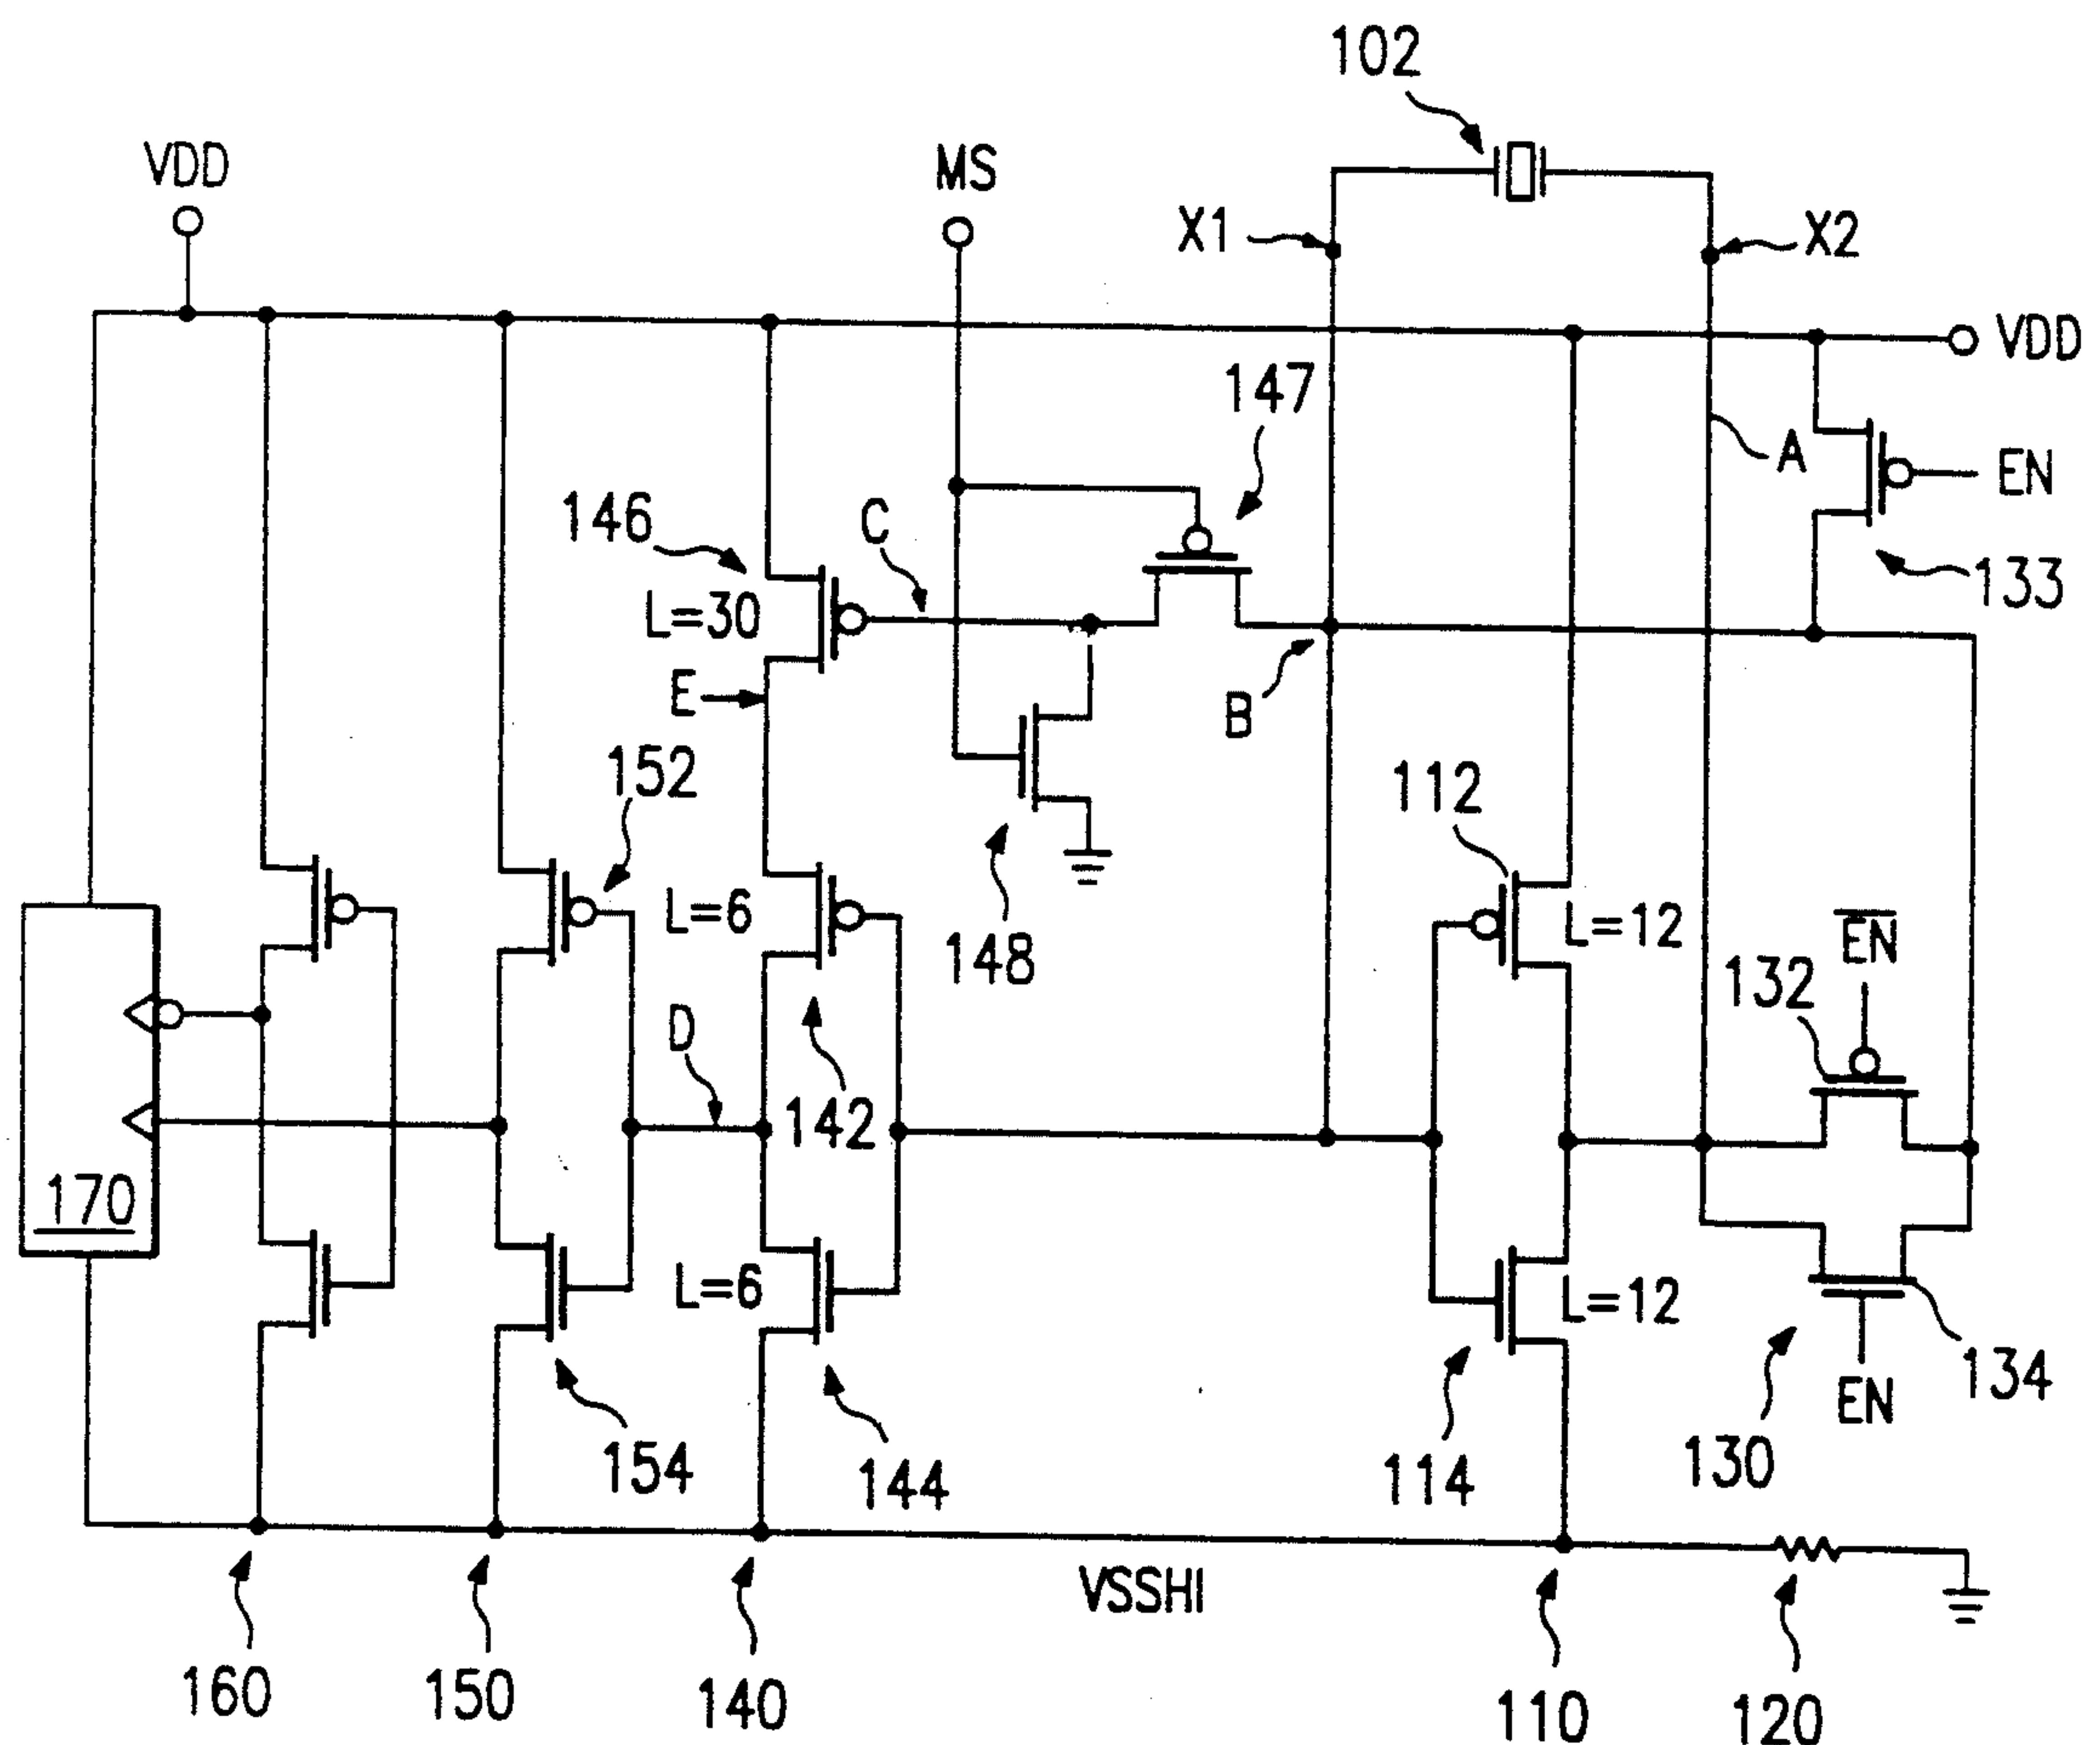 102
VDD
MS
X1
X2
VDD
147
A
EN
146
C
L=30
133
E
B
152
112
L=6
148
L=12
E̅N̅
132
D
142
170
L=6
L=12
134
EN
130
154
144
114
VSSHI
160
150
140
110
120